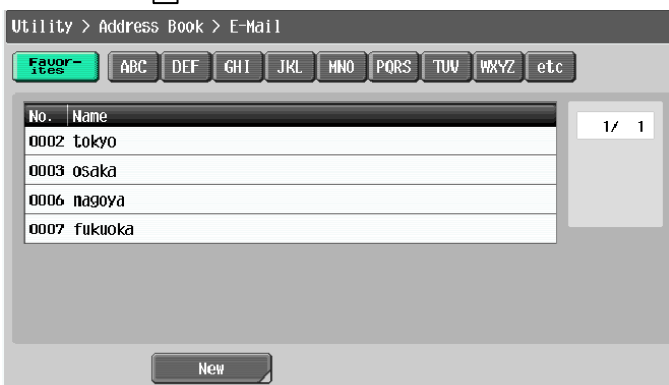 Utility > Address Book > E-Mail
Favor-
ites ABC DEF GHI JKL MNO PQRS TUV WXYZ etc
No. Name
1/ 1
0002 tokyo
0003 osaka
0006 nagoya
0007 fukuoka
New